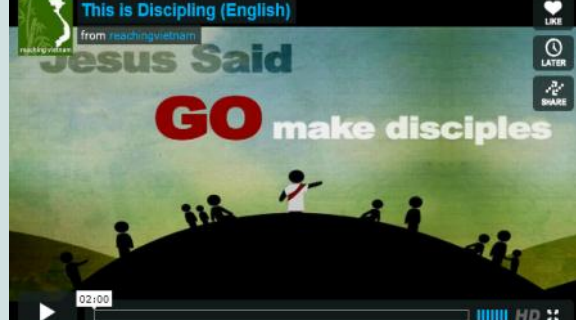 This is Discipling (English)
from reachingvietnam
reachingvietnam
LIKE
LATER
SHARE
Jesus Said
GO make disciples
02:00
HD